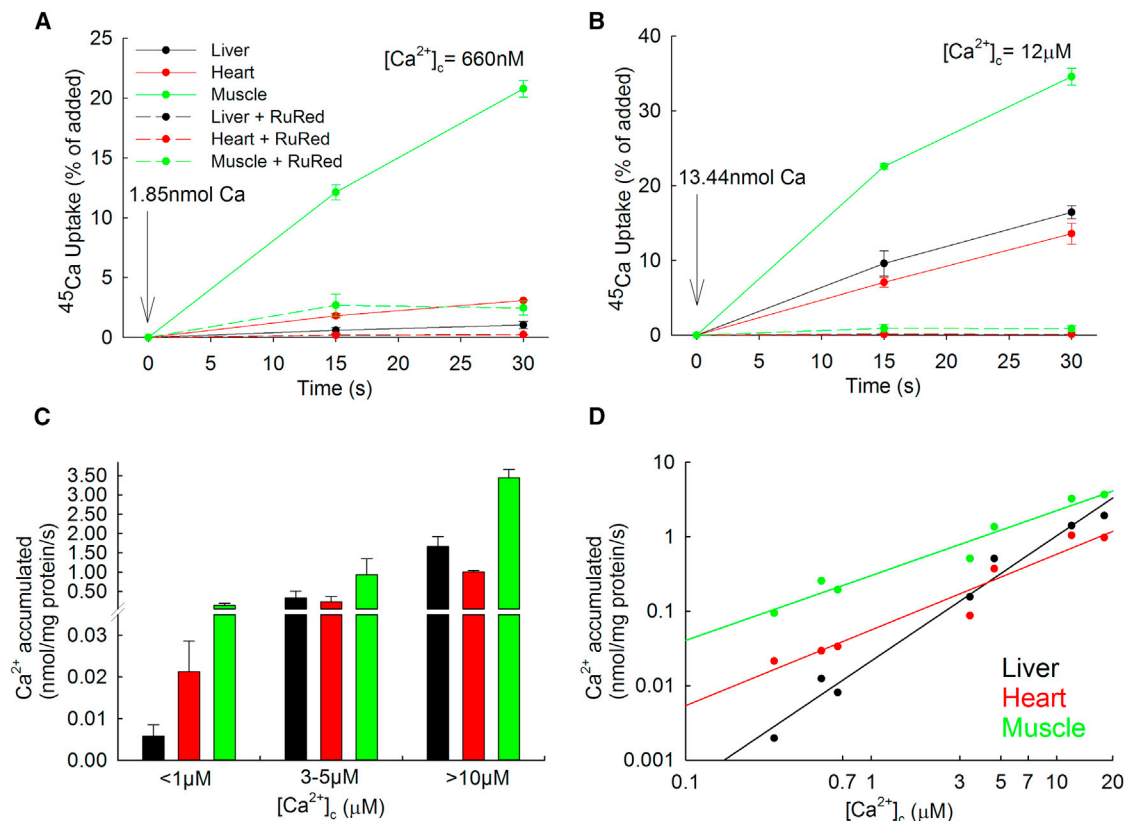 A
[Ca²⁺]c = 660nM
Liver
Heart
Muscle
Liver + RuRed
Heart + RuRed
Muscle + RuRed
1.85nmol Ca
45Ca Uptake (% of added)
25
20
15
10
5
0
0 5 10 15 20 25 30
Time (s)
B
[Ca²⁺]c = 12μM
13.44nmol Ca
45Ca Uptake (% of added)
40
30
20
10
0
0 5 10 15 20 25 30
Time (s)
C
Ca²⁺ accumulated
(nmol/mg protein/s)
3.50
3.00
2.50
2.00
1.50
1.00
0.50
0.03
0.02
0.01
0.00
<1μM 3-5μM >10μM
[Ca²⁺]c (μM)
D
Ca²⁺ accumulated
(nmol/mg protein/s)
10
1
0.1
0.01
0.001
Liver
Heart
Muscle
0.1 0.7 1 3 5 7 10 20
[Ca²⁺]c (μM)